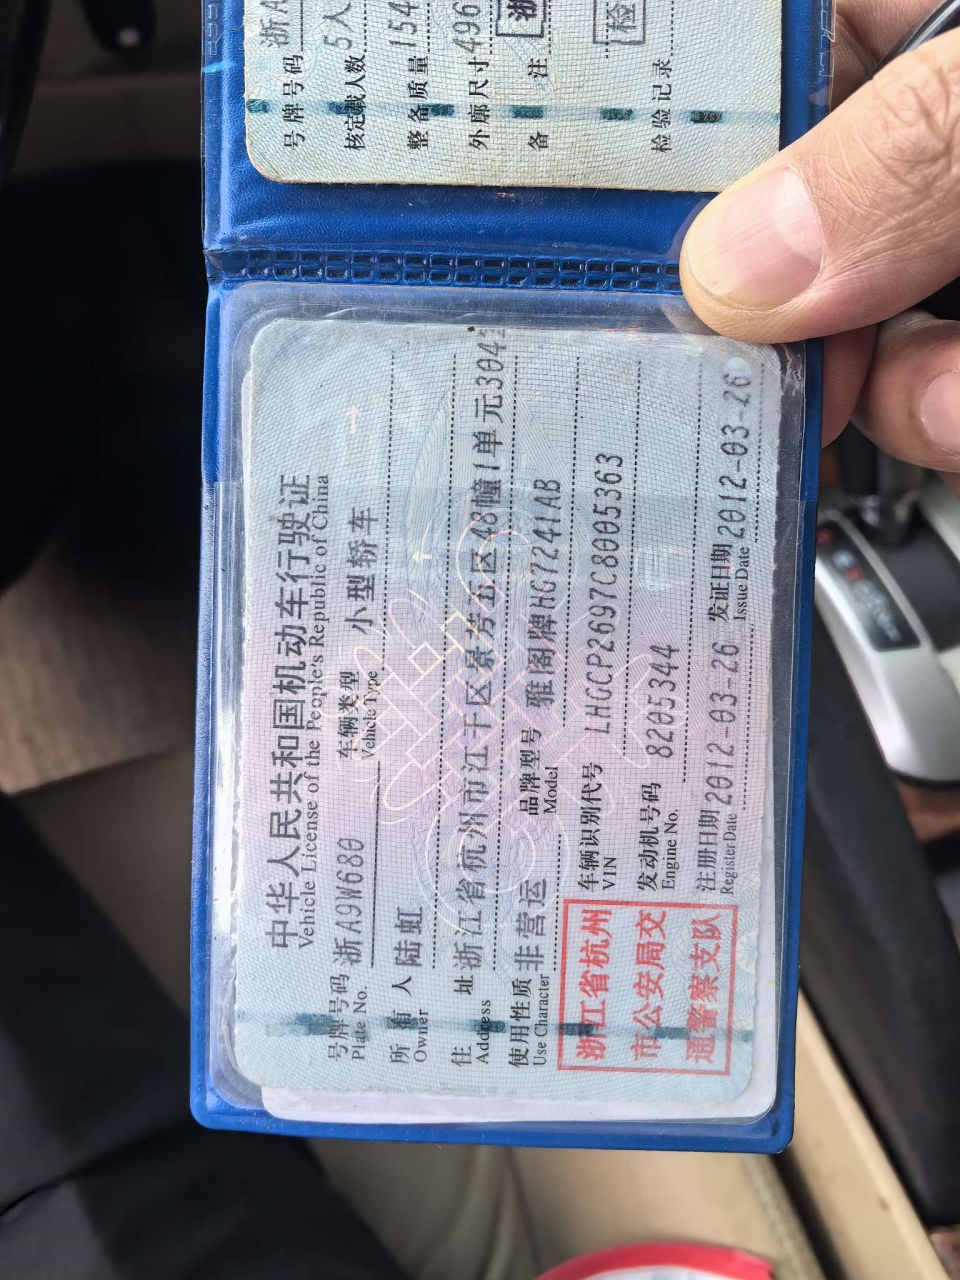 号牌号码 浙A
核定载人数 5人
整备质量 154
外廓尺寸 496
备 注 浙
检验记录 检
中华人民共和国机动车行驶证
Vehicle License of the People's Republic of China
号牌号码 浙A9W680 车辆类型 小型轿车
Plate No. Vehicle Type
所有人 陆虹
Owner
住 址 浙江省杭州市江干区景芳五区48幢1单元304
Address
使用性质 非营运 品牌型号 雅阁牌HG7241AB
Use Character Model
浙江省杭州
市公安局交
通警察支队
车辆识别代号 LHGCP2697C8005363
VIN
发动机号码 8205344
Engine No.
注册日期 2012-03-26 发证日期 2012-03-26
Register Date Issue Date